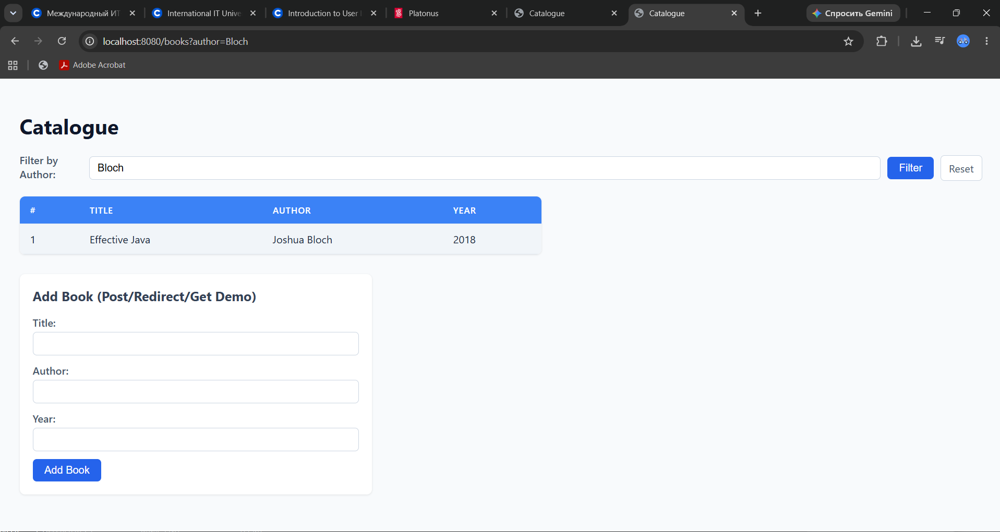 Международный ИТ
International IT Unive
Introduction to User
Platonus
Catalogue
Catalogue
Спросить Gemini
localhost:8080/books?author=Bloch
Adobe Acrobat
Catalogue
Filter by
Author:
Bloch
Filter
Reset
# TITLE AUTHOR YEAR
1 Effective Java Joshua Bloch 2018
Add Book (Post/Redirect/Get Demo)
Title:
Author:
Year:
Add Book